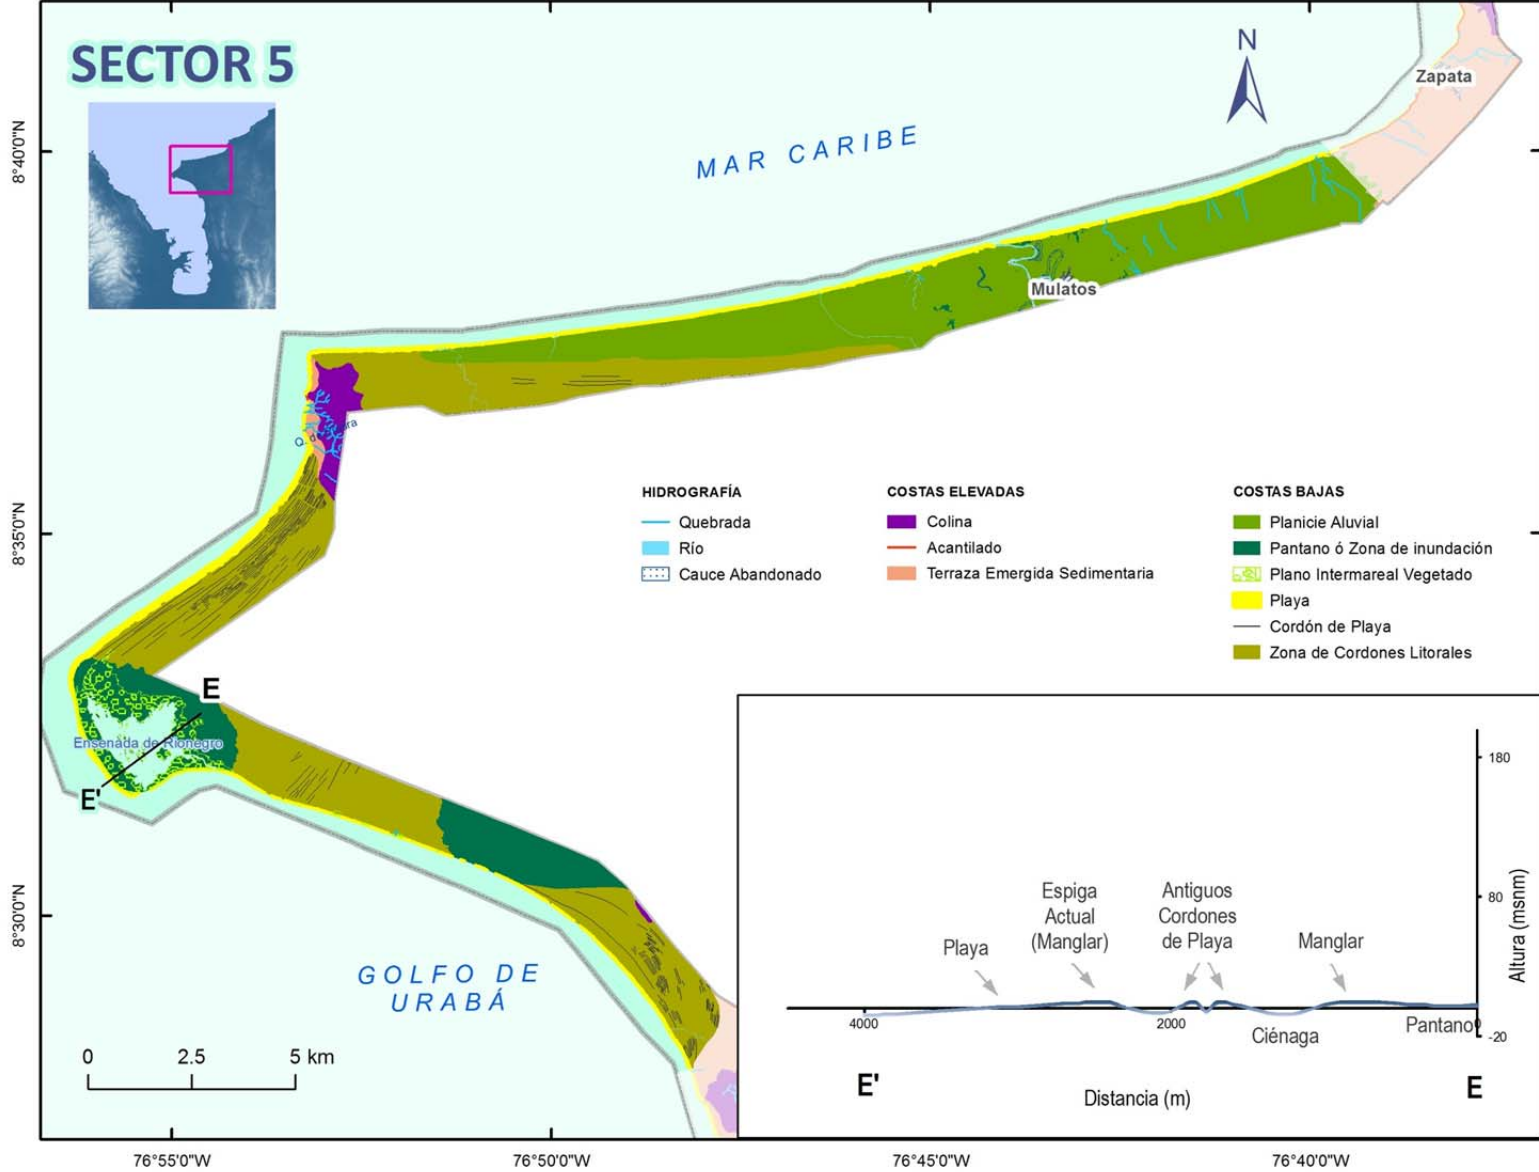 SECTOR 5
N
Zapata
MAR CARIBE
8°40'0"N
Mulatos
8°35'0"N
HIDROGRAFÍA
Quebrada
Río
Cauce Abandonado
COSTAS ELEVADAS
Colina
Acantilado
Terraza Emergida Sedimentaria
COSTAS BAJAS
Planicie Aluvial
Pantano ó Zona de inundación
Plano Intermareal Vegetado
Playa
Cordón de Playa
Zona de Cordones Litorales
E
Ensenada de Rionegro
E'
8°30'0"N
GOLFO DE
URABÁ
0 2.5 5 km
180
80
-20
Altura (msnm)
Playa
Espiga
Actual
(Manglar)
Antiguos
Cordones
de Playa
Manglar
4000
2000
0
Ciénaga
Pantano
E'
E
Distancia (m)
76°55'0"W
76°50'0"W
76°45'0"W
76°40'0"W